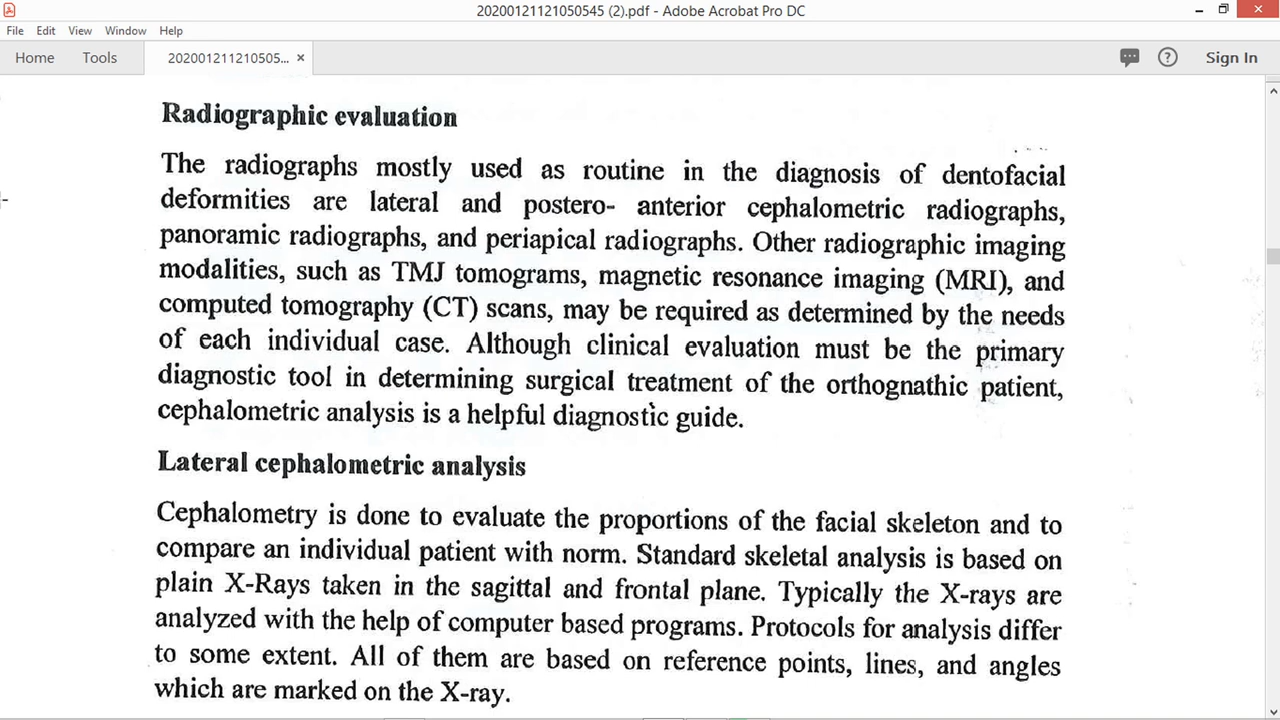 20200121121050545 (2).pdf - Adobe Acrobat Pro DC
File Edit View Window Help
Home Tools 202001211210505... × Sign In
Radiographic evaluation
The radiographs mostly used as routine in the diagnosis of dentofacial
deformities are lateral and postero- anterior cephalometric radiographs,
panoramic radiographs, and periapical radiographs. Other radiographic imaging
modalities, such as TMJ tomograms, magnetic resonance imaging (MRI), and
computed tomography (CT) scans, may be required as determined by the needs
of each individual case. Although clinical evaluation must be the primary
diagnostic tool in determining surgical treatment of the orthognathic patient,
cephalometric analysis is a helpful diagnostic guide.
Lateral cephalometric analysis
Cephalometry is done to evaluate the proportions of the facial skeleton and to
compare an individual patient with norm. Standard skeletal analysis is based on
plain X-Rays taken in the sagittal and frontal plane. Typically the X-rays are
analyzed with the help of computer based programs. Protocols for analysis differ
to some extent. All of them are based on reference points, lines, and angles
which are marked on the X-ray.